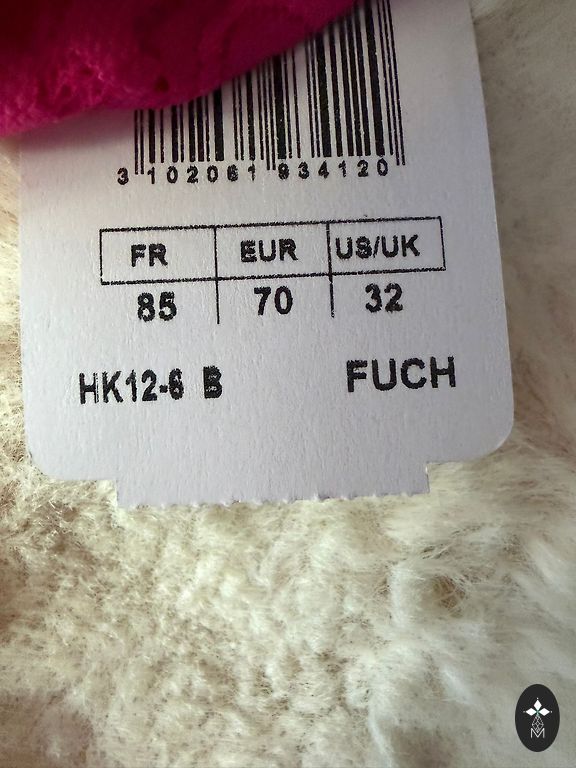 3 102061 934120
FR EUR US/UK
85 70 32
HK12-6 B FUCH
M